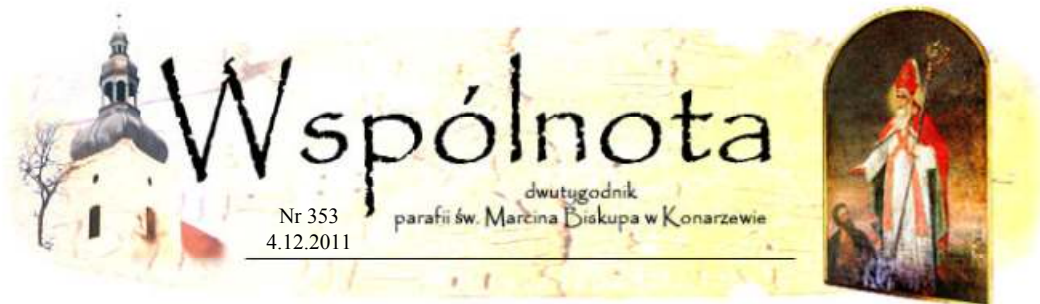 Wspólnota
dwutygodnik
parafii św. Marcina Biskupa w Konarzewie
Nr 353
4.12.2011